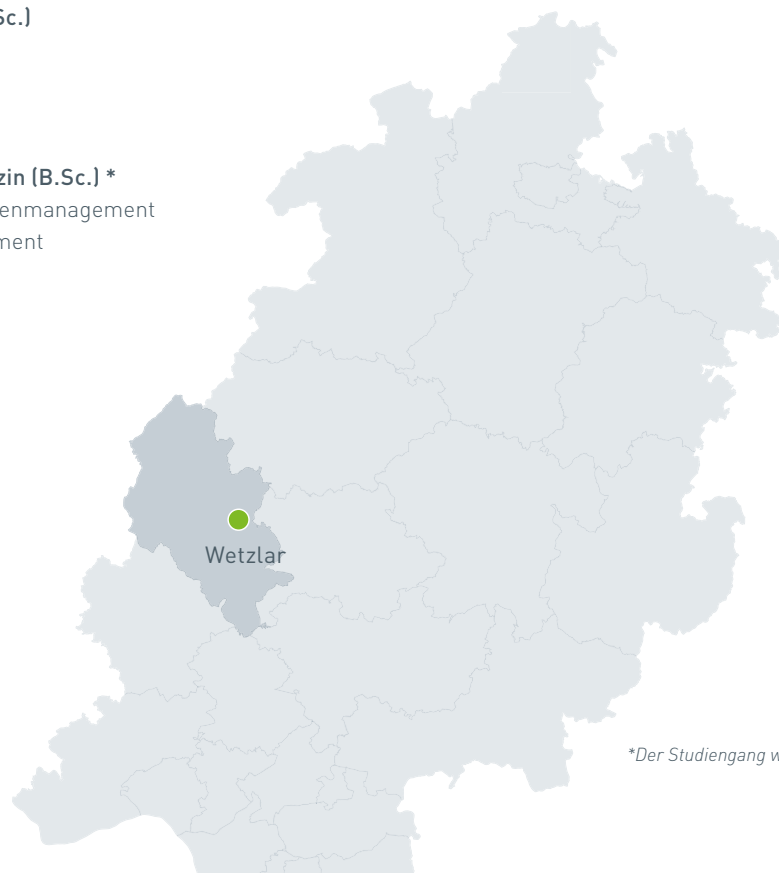 Sc.)
zin (B.Sc.) *
enmanagement
ment
Wetzlar
*Der Studiengang w